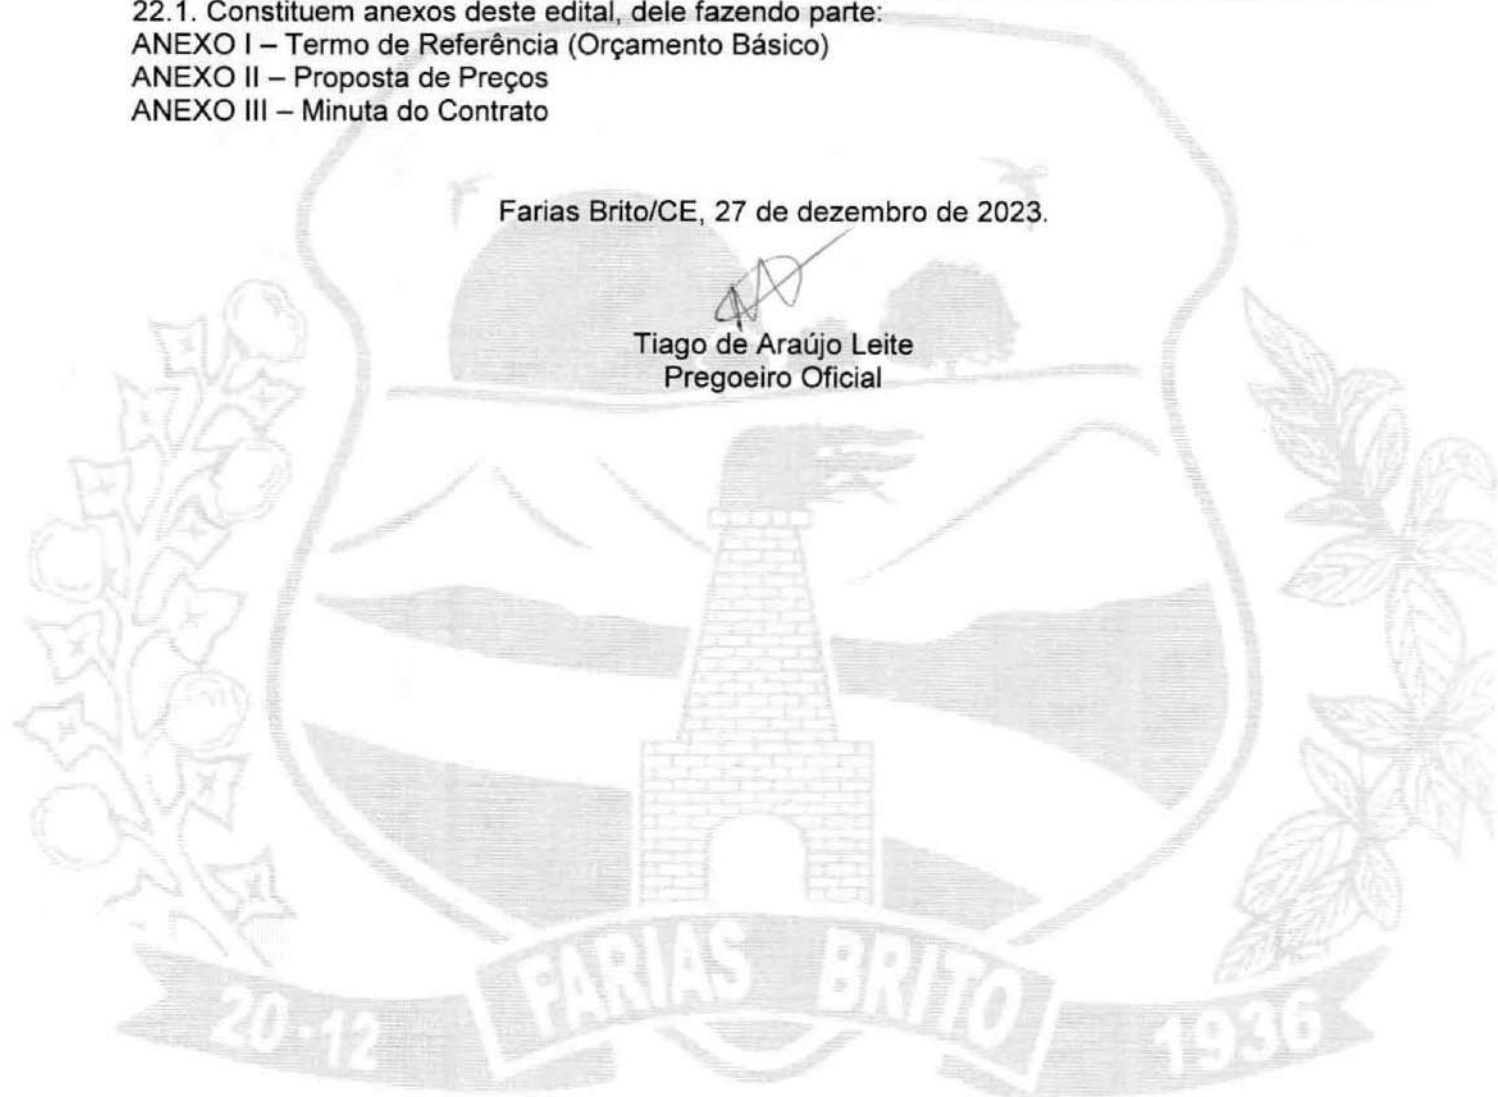 22.1. Constituem anexos deste edital, dele fazendo parte:
ANEXO I – Termo de Referência (Orçamento Básico)
ANEXO II – Proposta de Preços
ANEXO III – Minuta do Contrato
Farias Brito/CE, 27 de dezembro de 2023.
Tiago de Araújo Leite
Pregoeiro Oficial
FARIAS BRITO
20-12
1936